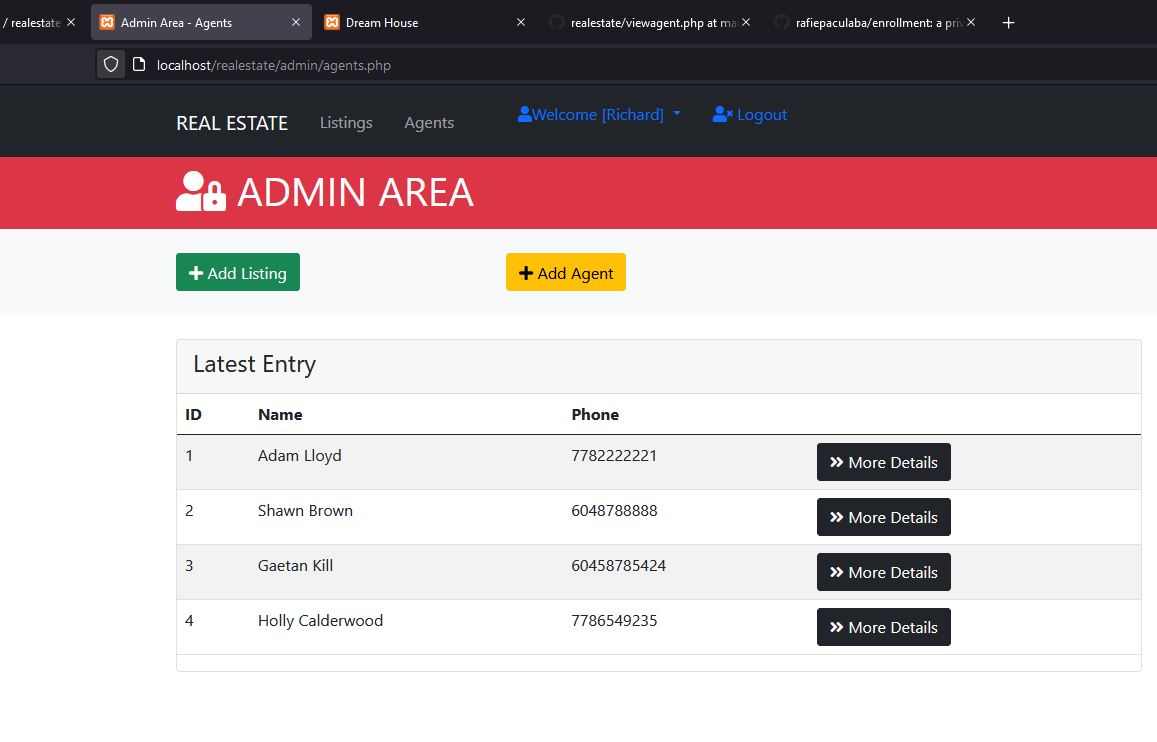 / realestate Admin Area - Agents Dream House realestate/viewagent.php at ma rafiepaculaba/enrollment: a priv
localhost/realestate/admin/agents.php
REAL ESTATE Listings Agents Welcome [Richard] Logout
ADMIN AREA
Add Listing Add Agent
Latest Entry
ID Name Phone
1 Adam Lloyd 7782222221 More Details
2 Shawn Brown 6048788888 More Details
3 Gaetan Kill 60458785424 More Details
4 Holly Calderwood 7786549235 More Details